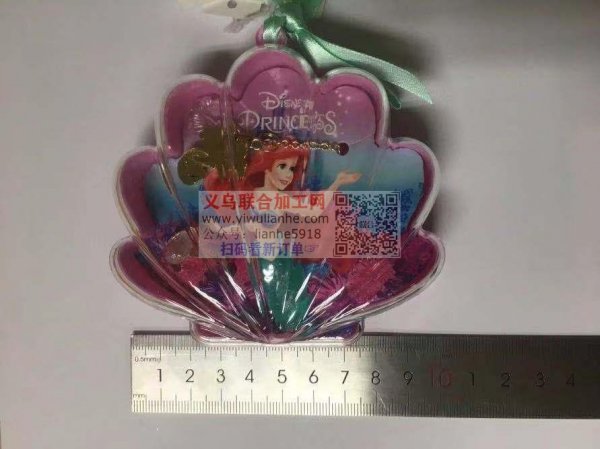 Disney
PRINCESS
义乌联合加工网
www.yiwulianhe.com
公众号：lianhe5918
扫码看新订单
0.5mm
1 2 3 4 5 6 7 8 9 10 1 2 3
mm